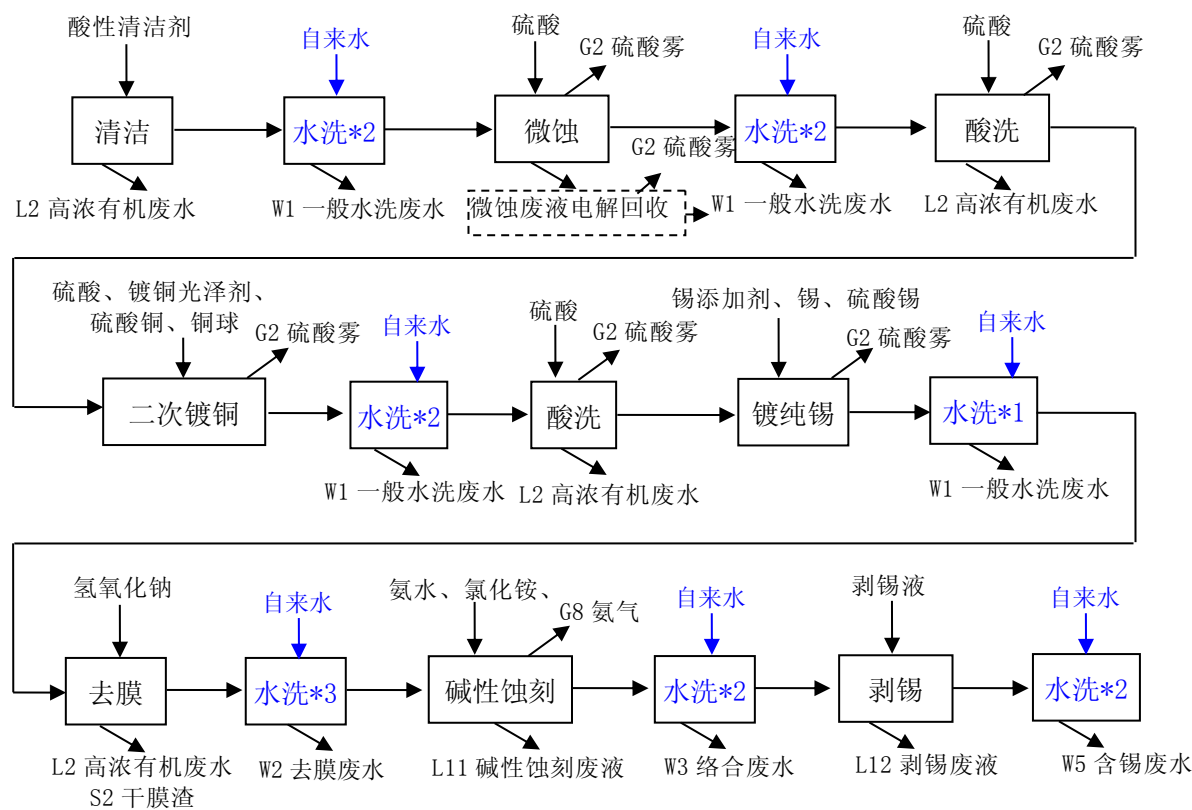 酸性清洁剂
自来水
硫酸
G2 硫酸雾
自来水
硫酸
G2 硫酸雾
清洁
水洗*2
微蚀
水洗*2
酸洗
G2 硫酸雾
L2 高浓有机废水
W1 一般水洗废水
微蚀废液电解回收
W1 一般水洗废水
L2 高浓有机废水
硫酸、镀铜光泽剂、
硫酸铜、铜球
G2 硫酸雾
自来水
硫酸
G2 硫酸雾
锡添加剂、锡、硫酸锡
G2 硫酸雾
自来水
二次镀铜
水洗*2
酸洗
镀纯锡
水洗*1
W1 一般水洗废水
L2 高浓有机废水
W1 一般水洗废水
氢氧化钠
自来水
氨水、氯化铵、
G8 氨气
自来水
剥锡液
自来水
去膜
水洗*3
碱性蚀刻
水洗*2
剥锡
水洗*2
L2 高浓有机废水
S2 干膜渣
W2 去膜废水
L11 碱性蚀刻废液
W3 络合废水
L12 剥锡废液
W5 含锡废水